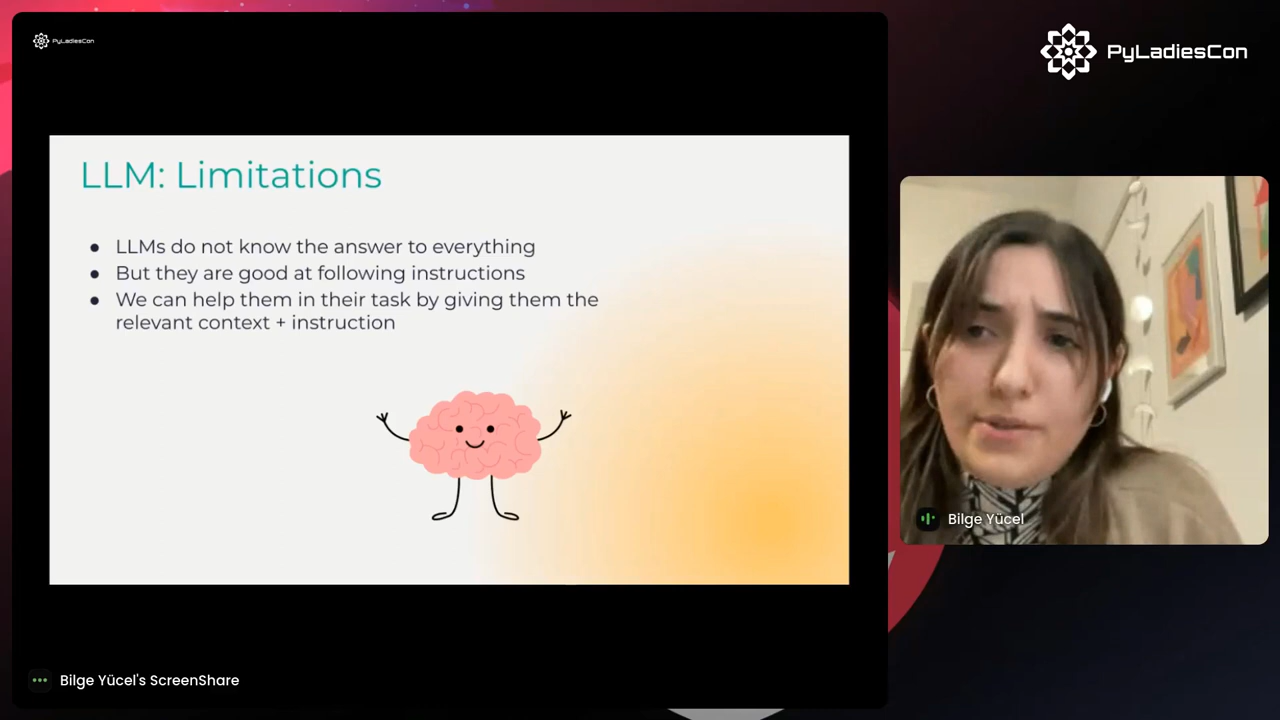 PyLadiesCon
PyLadiesCon
LLM: Limitations
● LLMs do not know the answer to everything
● But they are good at following instructions
● We can help them in their task by giving them the
relevant context + instruction
Bilge Yücel
Bilge Yücel's ScreenShare